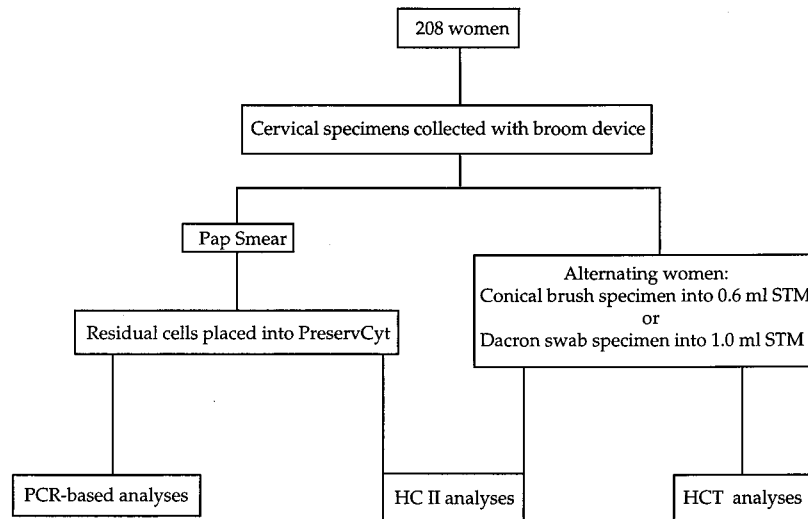 208 women
Cervical specimens collected with broom device
Pap Smear
Alternating women:
Conical brush specimen into 0.6 ml STM
or
Dacron swab specimen into 1.0 ml STM
Residual cells placed into PreservCyt
PCR-based analyses
HC II analyses
HCT analyses